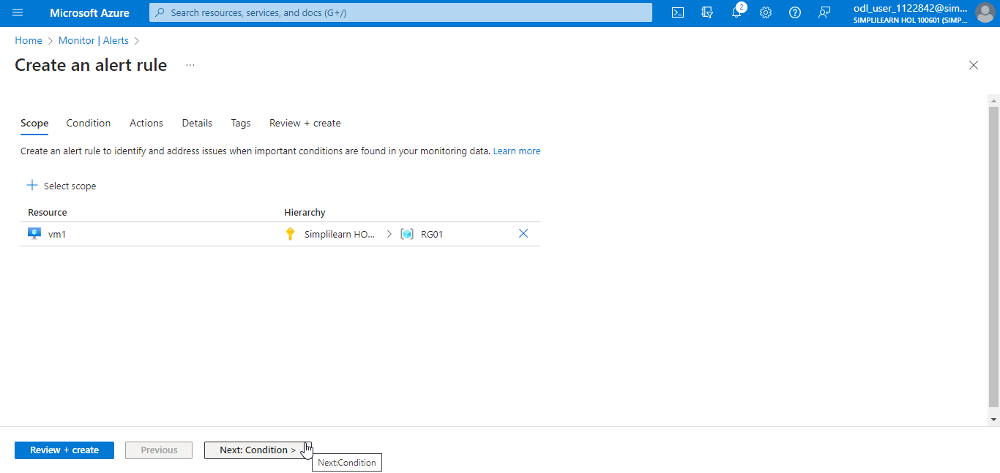 Microsoft Azure
Search resources, services, and docs (G+/)
2
odl_user_1122842@sim...
SIMPLILEARN HOL 100601 (SIMP...
Home > Monitor | Alerts >
Create an alert rule ...
Scope Condition Actions Details Tags Review + create
Create an alert rule to identify and address issues when important conditions are found in your monitoring data. Learn more
+ Select scope
Resource Hierarchy
vm1 Simplilearn HO... > RG01
Review + create Previous Next: Condition >
Next:Condition